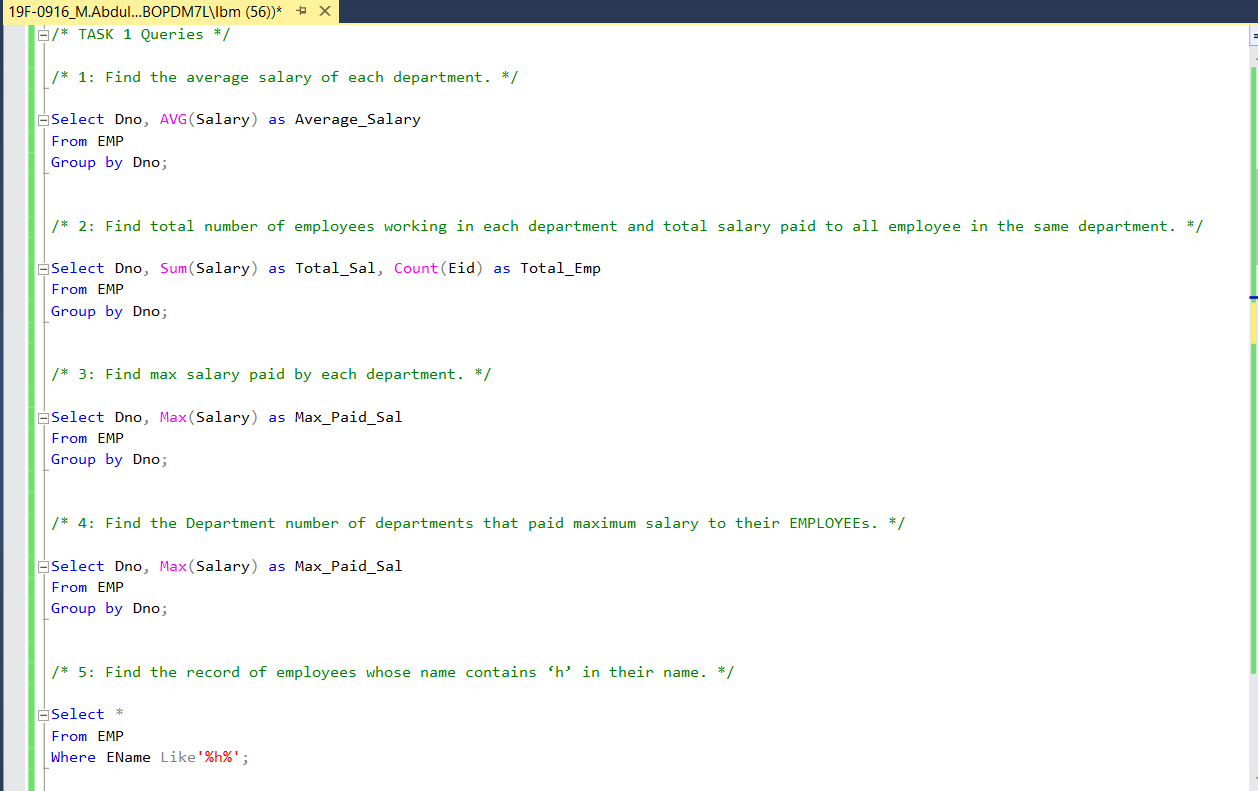 19F-0916_M.Abdul...BOPDM7L\Ibm (56))*
/* TASK 1 Queries */
/* 1: Find the average salary of each department. */
Select Dno, AVG(Salary) as Average_Salary
From EMP
Group by Dno;
/* 2: Find total number of employees working in each department and total salary paid to all employee in the same department. */
Select Dno, Sum(Salary) as Total_Sal, Count(Eid) as Total_Emp
From EMP
Group by Dno;
/* 3: Find max salary paid by each department. */
Select Dno, Max(Salary) as Max_Paid_Sal
From EMP
Group by Dno;
/* 4: Find the Department number of departments that paid maximum salary to their EMPLOYEEs. */
Select Dno, Max(Salary) as Max_Paid_Sal
From EMP
Group by Dno;
/* 5: Find the record of employees whose name contains ‘h’ in their name. */
Select *
From EMP
Where EName Like'%h%';